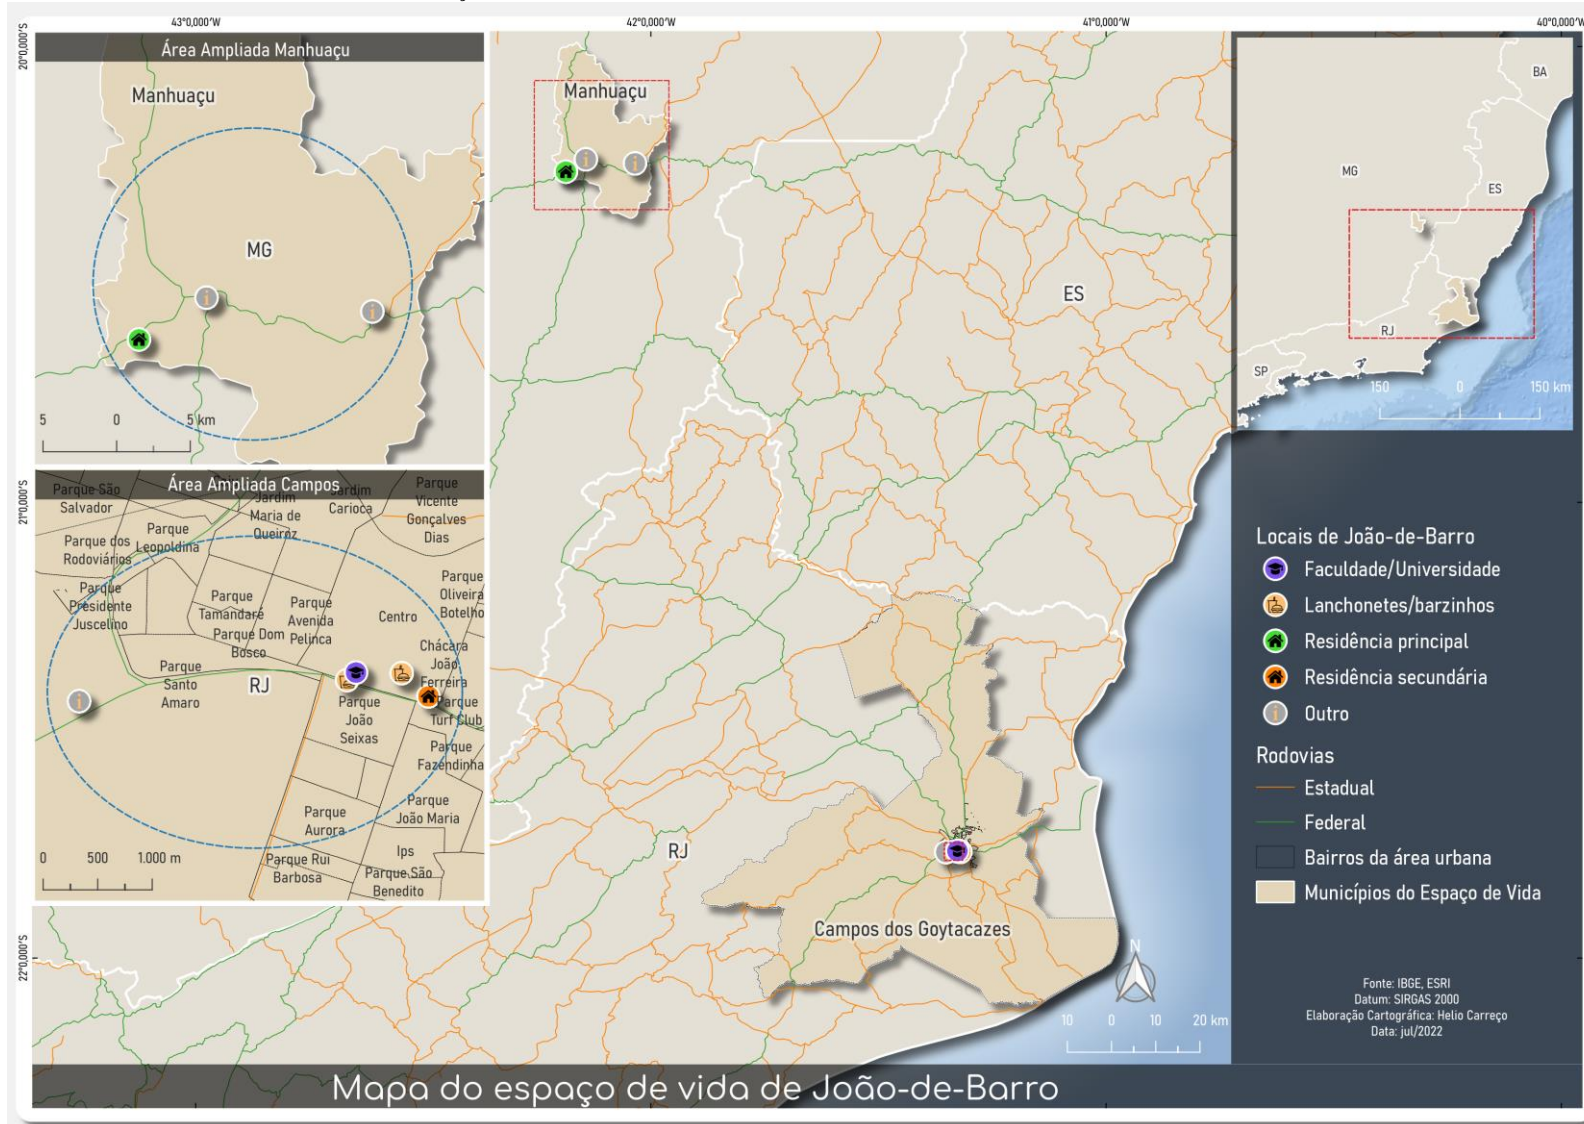 43°0,000'W
42°0,000'W
41°0,000'W
40°0,000'W
20°0,000'S
21°0,000'S
22°0,000'S
Área Ampliada Manhuaçu
Manhuaçu
MG
5 0 5 km
Área Ampliada Campos
Parque São
Salvador
Jardim
Maria de
Queiroz
Jardim
Carioca
Parque
Vicente
Gonçalves
Dias
Parque dos
Rodoviários
Parque
Leopoldina
Parque
Presidente
Juscelino
Parque
Tamandaré
Parque
Avenida
Pelinca
Parque Dom
Bosco
Centro
Parque
Oliveira
Botelho
Chácara
João
Ferreira
Parque
Santo
Amaro
RJ
Parque
João
Seixas
Parque
Turf Club
Parque
Fazendinha
Parque
Aurora
Parque
João Maria
Ips
Parque Rui
Barbosa
Parque São
Benedito
0 500 1.000 m
Manhuaçu
ES
RJ
Campos dos Goytacazes
N
10 0 10 20 km
BA
MG
ES
RJ
SP
150 0 150 km
Locais de João-de-Barro
Faculdade/Universidade
Lanchonetes/barzinhos
Residência principal
Residência secundária
Outro
Rodovias
Estadual
Federal
Bairros da área urbana
Municípios do Espaço de Vida
Fonte: IBGE, ESRI
Datum: SIRGAS 2000
Elaboração Cartográfica: Helio Carreço
Data: jul/2022
Mapa do espaço de vida de João-de-Barro